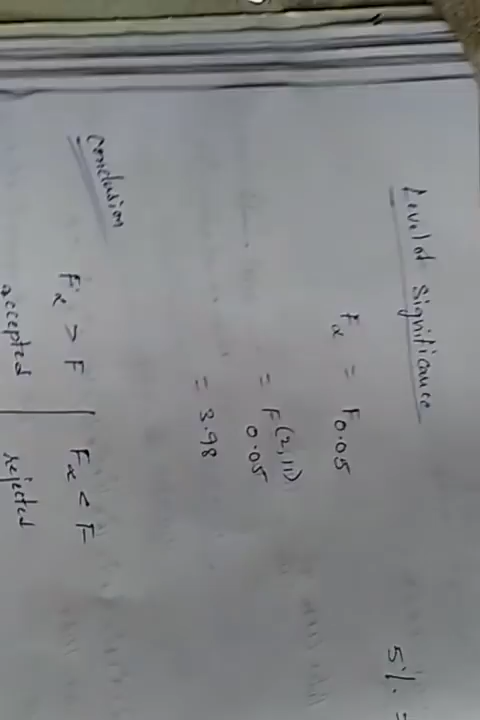 Level of Significance
5% =
Fα = F0.05
= F(2,11) 0.05
= 3.98
Conclusion
Fα > F | Fα < F
accepted | rejected